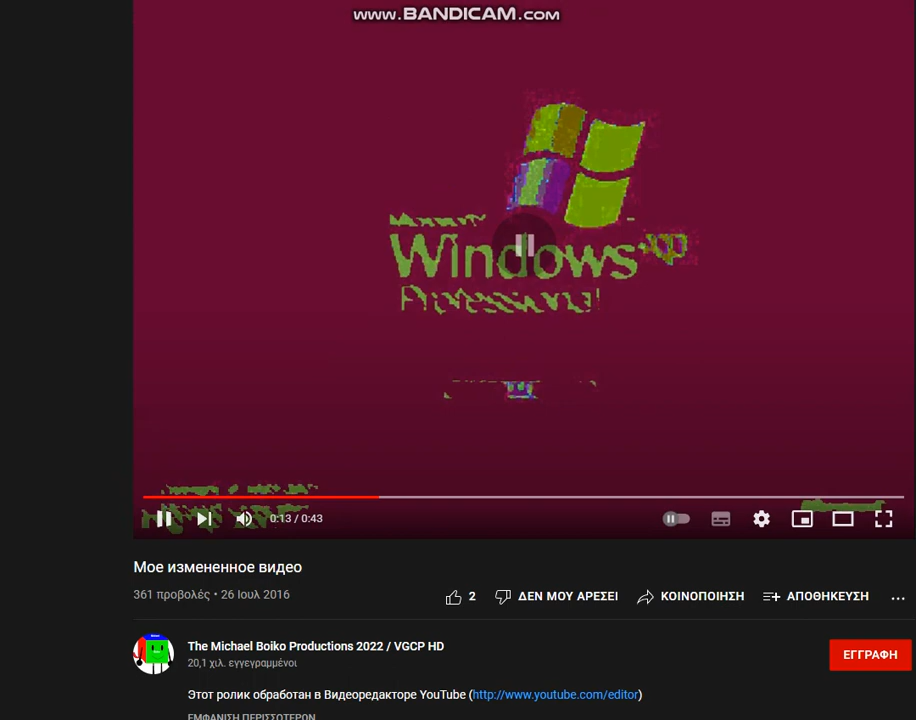 www.BANDICAM.com
Windows xp
Professional
0:13 / 0:43
Мое измененное видео
361 προβολές • 26 Ιουλ 2016
2 ΔΕΝ ΜΟΥ ΑΡΕΣΕΙ ΚΟΙΝΟΠΟΙΗΣΗ ΑΠΟΘΗΚΕΥΣΗ ...
The Michael Boiko Productions 2022 / VGCP HD
20,1 χιλ. εγγεγραμμένοι
ΕΓΓΡΑΦΗ
Этот ролик обработан в Видеоредакторе YouTube (http://www.youtube.com/editor)
ΕΜΦΑΝΙΣΗ ΠΕΡΙΣΣΟΤΕΡΩΝ